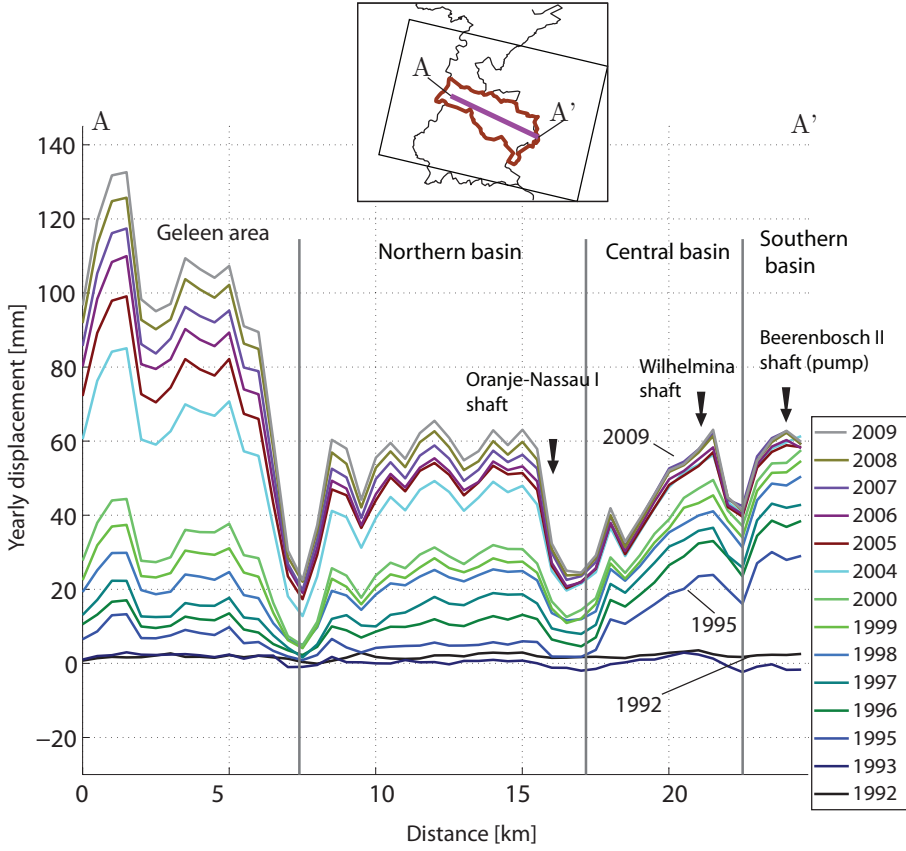 A
A'
A
A'
140
120
100
80
60
40
20
0
−20
Yearly displacement [mm]
Geleen area
Northern basin
Central basin
Southern
basin
Oranje-Nassau I
shaft
Wilhelmina
shaft
Beerenbosch II
shaft (pump)
2009
1995
1992
2009
2008
2007
2006
2005
2004
2000
1999
1998
1997
1996
1995
1993
1992
0
5
10
15
20
Distance [km]